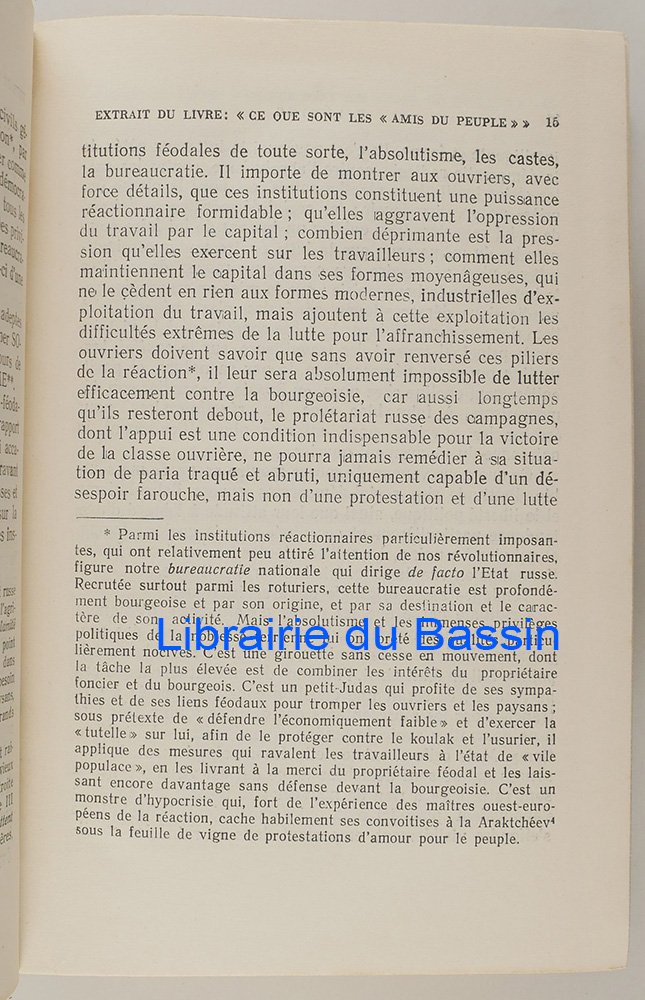 EXTRAIT DU LIVRE: « CE QUE SONT LES « AMIS DU PEUPLE » » 15
titutions féodales de toute sorte, l'absolutisme, les castes,
la bureaucratie. Il importe de montrer aux ouvriers, avec
force détails, que ces institutions constituent une puissance
réactionnaire formidable ; qu'elles aggravent l'oppression
du travail par le capital ; combien déprimante est la pres-
sion qu'elles exercent sur les travailleurs ; comment elles
maintiennent le capital dans ses formes moyenâgeuses, qui
ne le cèdent en rien aux formes modernes, industrielles d'ex-
ploitation du travail, mais ajoutent à cette exploitation les
difficultés extrêmes de la lutte pour l'affranchissement. Les
ouvriers doivent savoir que sans avoir renversé ces piliers
de la réaction*, il leur sera absolument impossible de lutter
efficacement contre la bourgeoisie, car aussi longtemps
qu'ils resteront debout, le prolétariat russe des campagnes,
dont l'appui est une condition indispensable pour la victoire
de la classe ouvrière, ne pourra jamais remédier à sa situa-
tion de paria traqué et abruti, uniquement capable d'un dé-
sespoir farouche, mais non d'une protestation et d'une lutte
* Parmi les institutions réactionnaires particulièrement imposan-
tes, qui ont relativement peu attiré l'attention de nos révolutionnaires,
figure notre bureaucratie nationale qui dirige de facto l'Etat russe.
Recrutée surtout parmi les roturiers, cette bureaucratie est profondé-
ment bourgeoise et par son origine, et par sa destination et le carac-
tère de son activité. Mais l'absolutisme et les immenses privilèges
politiques de la noblesse terrienne lui ont prêté des qualités particu-
lièrement nocives. C'est une girouette sans cesse en mouvement, dont
la tâche la plus élevée est de combiner les intérêts du propriétaire
foncier et du bourgeois. C'est un petit-Judas qui profite de ses sympa-
thies et de ses liens féodaux pour tromper les ouvriers et les paysans ;
sous prétexte de « défendre l'économiquement faible » et d'exercer la
« tutelle » sur lui, afin de le protéger contre le koulak et l'usurier, il
applique des mesures qui ravalent les travailleurs à l'état de « vile
populace », en les livrant à la merci du propriétaire féodal et les lais-
sant encore davantage sans défense devant la bourgeoisie. C'est un
monstre d'hypocrisie qui, fort de l'expérience des maîtres ouest-euro-
péens de la réaction, cache habilement ses convoitises à la Araktchéev⁴
sous la feuille de vigne de protestations d'amour pour le peuple.
Librairie du Bassin